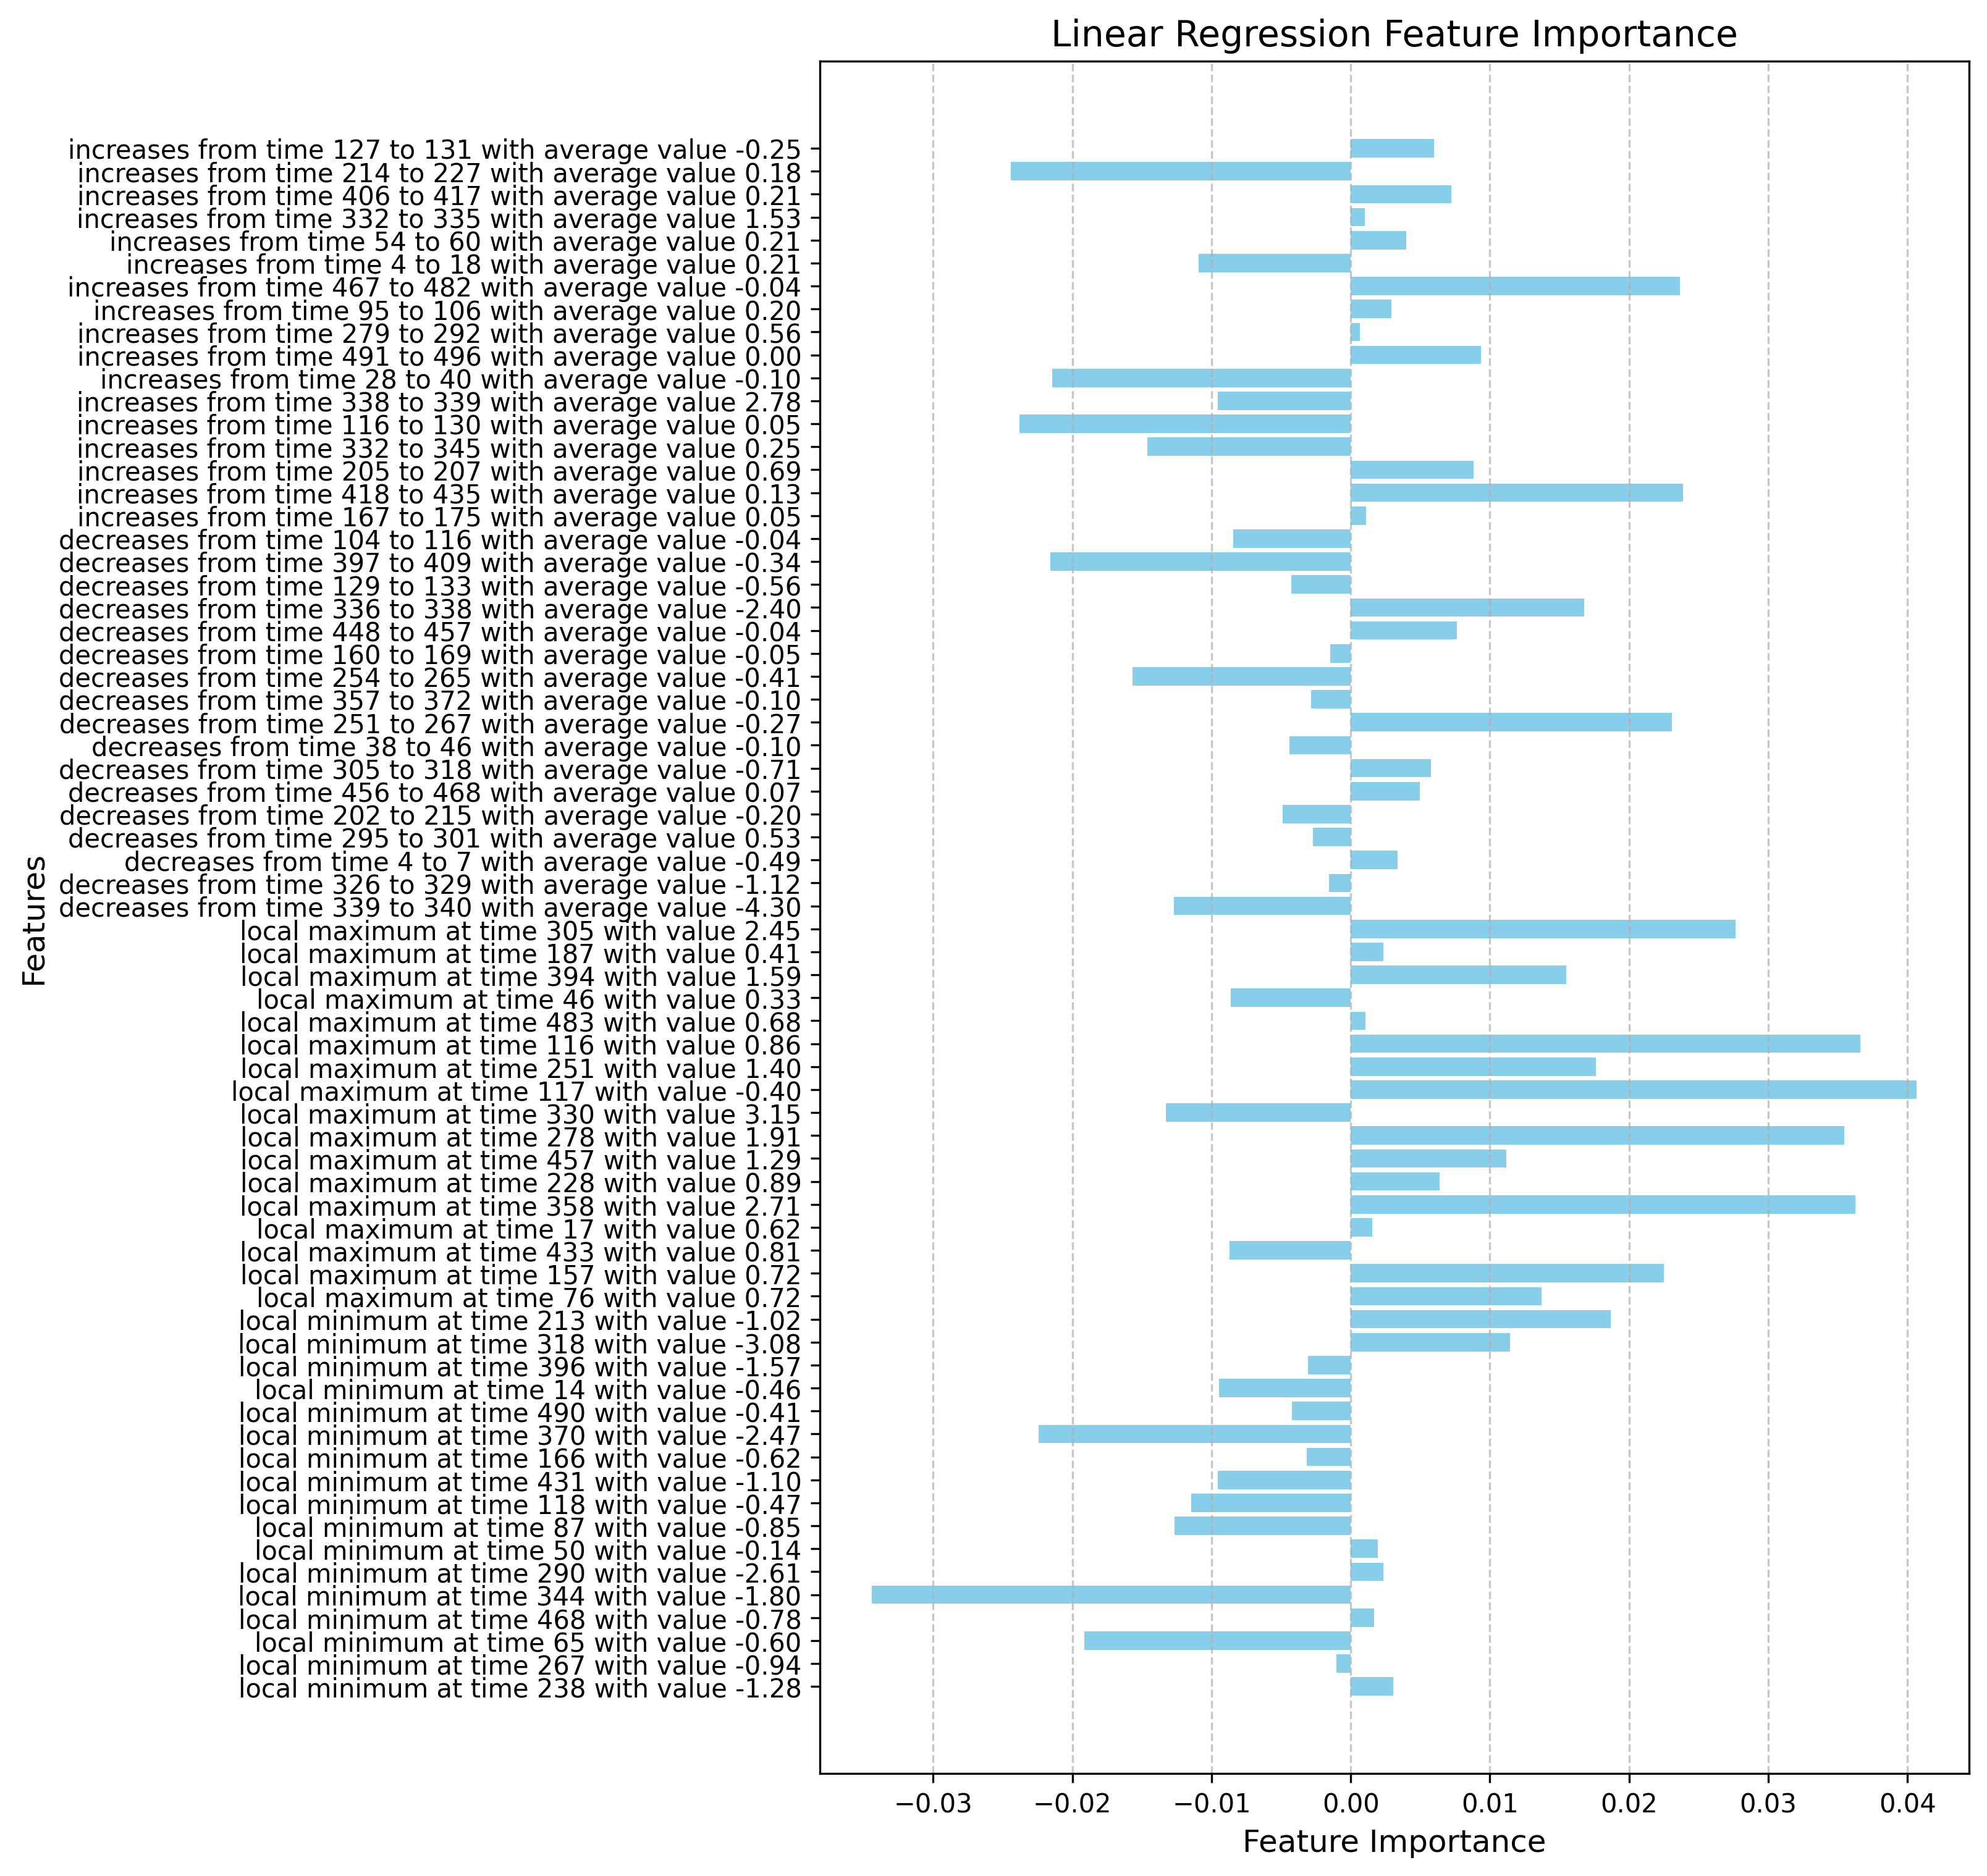 Linear Regression Feature Importance
increases from time 127 to 131 with average value -0.25
increases from time 214 to 227 with average value 0.18
increases from time 406 to 417 with average value 0.21
increases from time 332 to 335 with average value 1.53
increases from time 54 to 60 with average value 0.21
increases from time 4 to 18 with average value 0.21
increases from time 467 to 482 with average value -0.04
increases from time 95 to 106 with average value 0.20
increases from time 279 to 292 with average value 0.56
increases from time 491 to 496 with average value 0.00
increases from time 28 to 40 with average value -0.10
increases from time 338 to 339 with average value 2.78
increases from time 116 to 130 with average value 0.05
increases from time 332 to 345 with average value 0.25
increases from time 205 to 207 with average value 0.69
increases from time 418 to 435 with average value 0.13
increases from time 167 to 175 with average value 0.05
decreases from time 104 to 116 with average value -0.04
decreases from time 397 to 409 with average value -0.34
decreases from time 129 to 133 with average value -0.56
decreases from time 336 to 338 with average value -2.40
decreases from time 448 to 457 with average value -0.04
decreases from time 160 to 169 with average value -0.05
decreases from time 254 to 265 with average value -0.41
decreases from time 357 to 372 with average value -0.10
decreases from time 251 to 267 with average value -0.27
decreases from time 38 to 46 with average value -0.10
decreases from time 305 to 318 with average value -0.71
decreases from time 456 to 468 with average value 0.07
decreases from time 202 to 215 with average value -0.20
decreases from time 295 to 301 with average value 0.53
decreases from time 4 to 7 with average value -0.49
decreases from time 326 to 329 with average value -1.12
decreases from time 339 to 340 with average value -4.30
local maximum at time 305 with value 2.45
local maximum at time 187 with value 0.41
local maximum at time 394 with value 1.59
local maximum at time 46 with value 0.33
local maximum at time 483 with value 0.68
local maximum at time 116 with value 0.86
local maximum at time 251 with value 1.40
local maximum at time 117 with value -0.40
local maximum at time 330 with value 3.15
local maximum at time 278 with value 1.91
local maximum at time 457 with value 1.29
local maximum at time 228 with value 0.89
local maximum at time 358 with value 2.71
local maximum at time 17 with value 0.62
local maximum at time 433 with value 0.81
local maximum at time 157 with value 0.72
local maximum at time 76 with value 0.72
local minimum at time 213 with value -1.02
local minimum at time 318 with value -3.08
local minimum at time 396 with value -1.57
local minimum at time 14 with value -0.46
local minimum at time 490 with value -0.41
local minimum at time 370 with value -2.47
local minimum at time 166 with value -0.62
local minimum at time 431 with value -1.10
local minimum at time 118 with value -0.47
local minimum at time 87 with value -0.85
local minimum at time 50 with value -0.14
local minimum at time 290 with value -2.61
local minimum at time 344 with value -1.80
local minimum at time 468 with value -0.78
local minimum at time 65 with value -0.60
local minimum at time 267 with value -0.94
local minimum at time 238 with value -1.28
Features
−0.03 −0.02 −0.01 0.00 0.01 0.02 0.03 0.04
Feature Importance